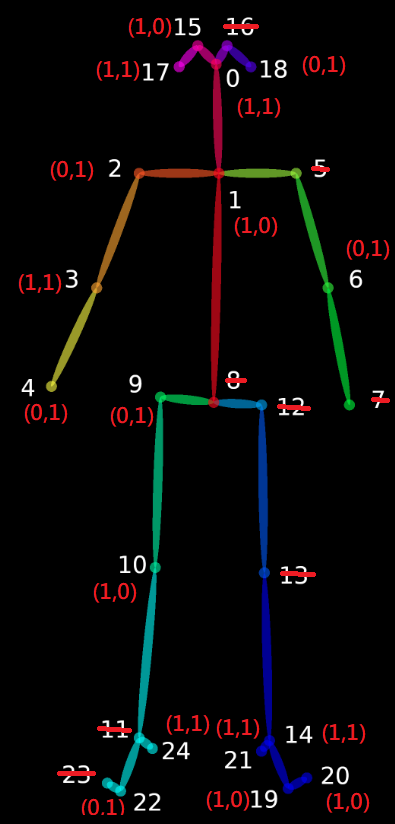 (1,0) 15 16
(1,1) 17 0 18 (0,1)
(1,1)
(0,1) 2 5
1
(1,0)
(0,1)
(1,1) 3 6
4 9 8 12 7
(0,1) (0,1)
10 13
(1,0)
11 (1,1) (1,1) 14 (1,1)
24 21
23 22 19 20
(0.1) (1,0) (1,0)